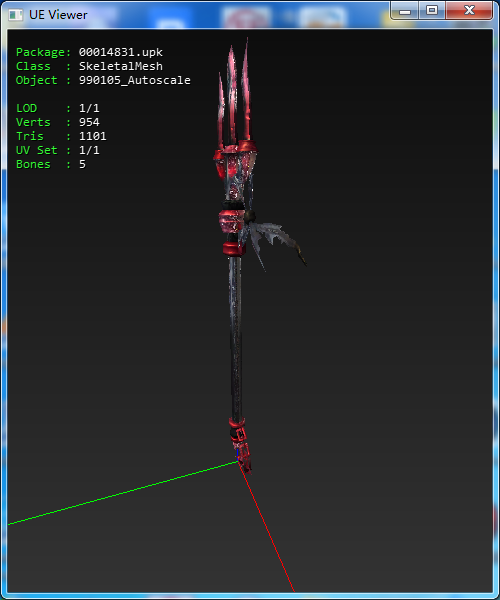 UE Viewer
Package: 00014831.upk
Class : SkeletalMesh
Object : 990105_Autoscale
LOD : 1/1
Verts : 954
Tris : 1101
UV Set : 1/1
Bones : 5